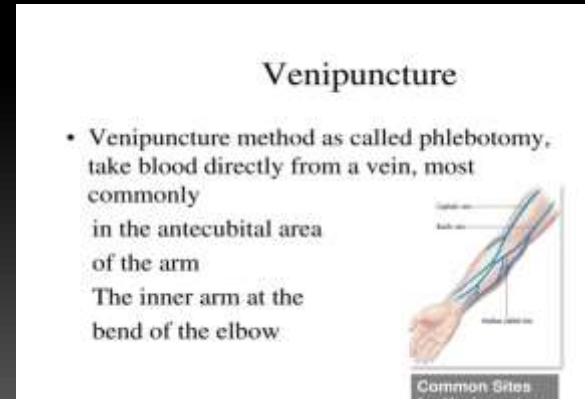 Venipuncture
• Venipuncture method as called phlebotomy,
take blood directly from a vein, most
commonly
in the antecubital area
of the arm
The inner arm at the
bend of the elbow
Common Sites